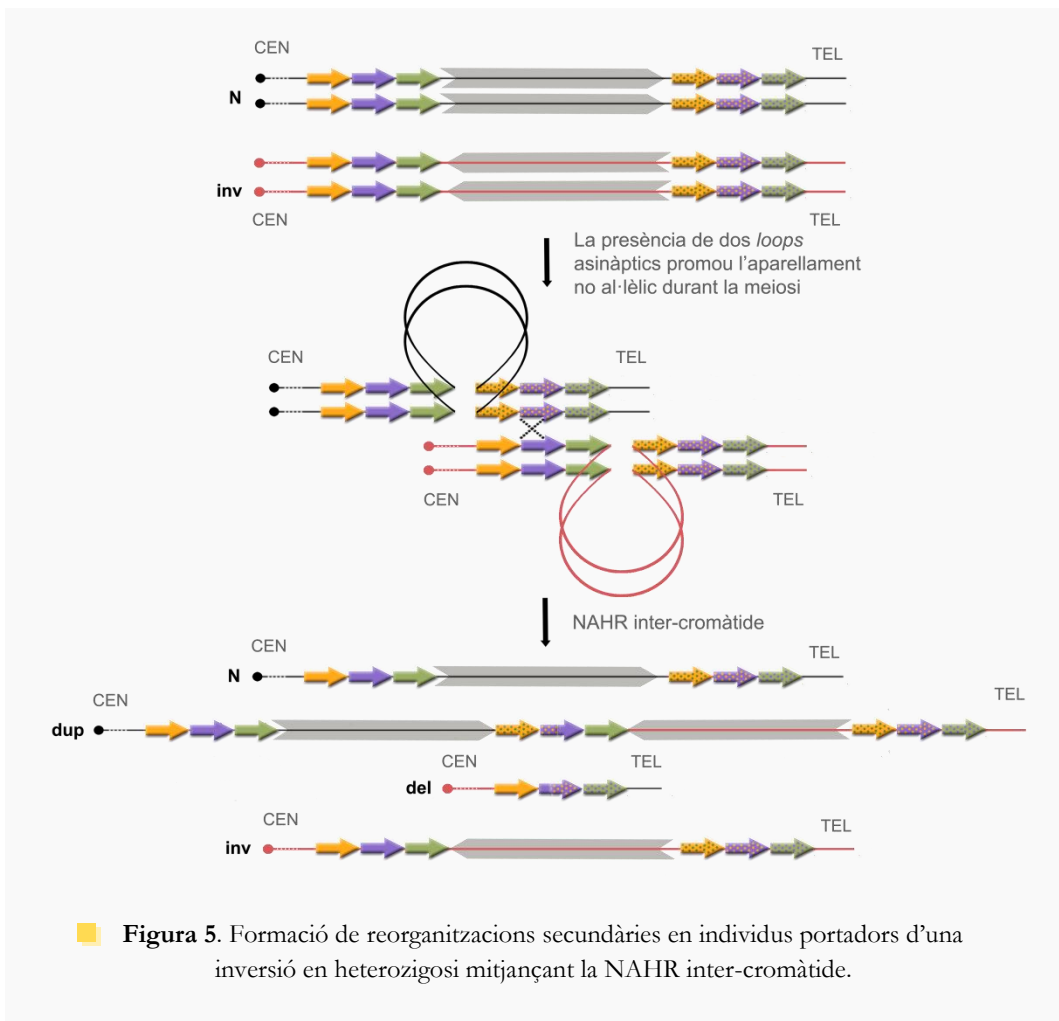 CEN
TEL
N
inv
CEN
TEL
La presència de dos loops
asinàptics promou l'aparellament
no al·lèlic durant la meiosi
CEN
TEL
CEN
TEL
NAHR inter-cromàtide
CEN
TEL
N
CEN
TEL
dup
CEN
TEL
del
CEN
TEL
inv
Figura 5. Formació de reorganitzacions secundàries en individus portadors d'una
inversió en heterozigosi mitjançant la NAHR inter-cromàtide.